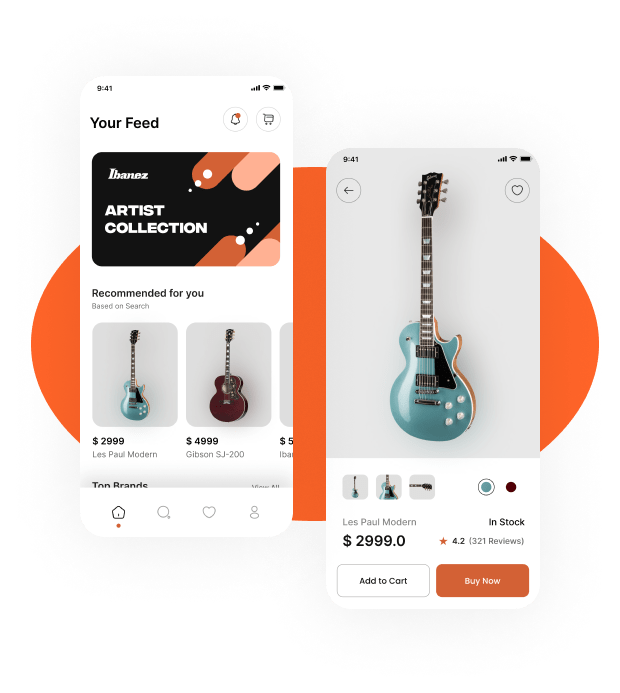 9:41
Your Feed
Ibanez
ARTIST
COLLECTION
Recommended for you
Based on Search
$ 2999
Les Paul Modern
$ 4999
Gibson SJ-200
$ 5
Iba
Top Brands
View All
9:41
Les Paul Modern
In Stock
$ 2999.0
4.2 (321 Reviews)
Add to Cart
Buy Now